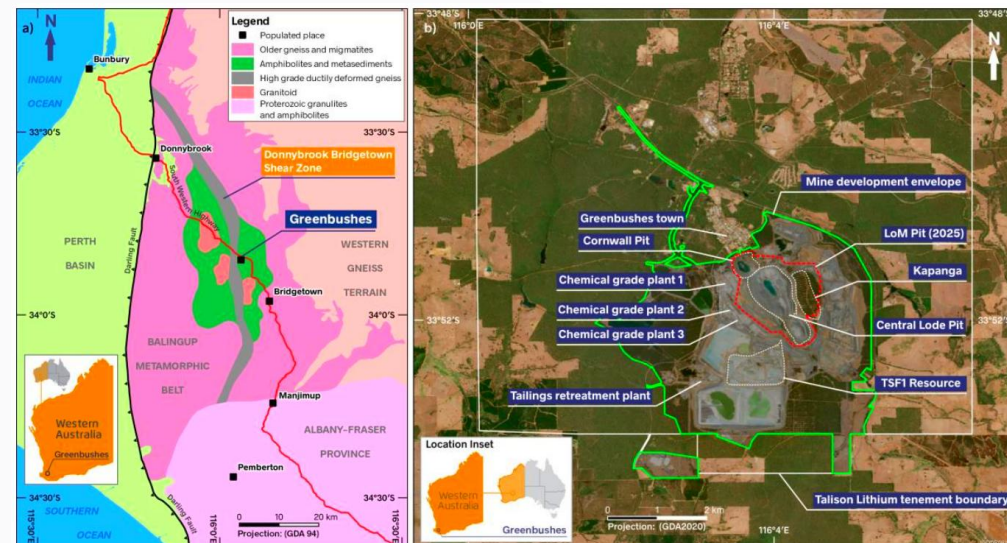 a)
N
Legend
Populated place
Older gneiss and migmatites
Amphibolites and metasediments
High grade ductily deformed gneiss
Granitoid
Proterozoic granulites
and amphibolites
Bunbury
INDIAN
OCEAN
33°30'S
Donnybrook
Donnybrook Bridgetown
Shear Zone
South Western Highway
Greenbushes
PERTH
BASIN
Darling Fault
WESTERN
GNEISS
TERRAIN
Bridgetown
34°0'S
BALINGUP
METAMORPHIC
BELT
Manjimup
ALBANY–FRASER
PROVINCE
Western
Australia
Greenbushes
Pemberton
34°30'S
Darling Fault
SOUTHERN
OCEAN
0 10 20 km
Projection: (GDA 94)
115°30'E
116°0'E
116°30'E
33°48'S
116°0'E
116°4'E
33°48'S
b)
N
Mine development envelope
Greenbushes town
LoM Pit (2025)
Cornwall Pit
Kapanga
Chemical grade plant 1
Chemical grade plant 2
Central Lode Pit
Chemical grade plant 3
33°52'S
33°52'S
TSF1 Resource
Tailings retreatment plant
Location Inset
Western
Australia
Greenbushes
Talison Lithium tenement boundary
0 1 2 km
Projection: (GDA2020)
116°4'E